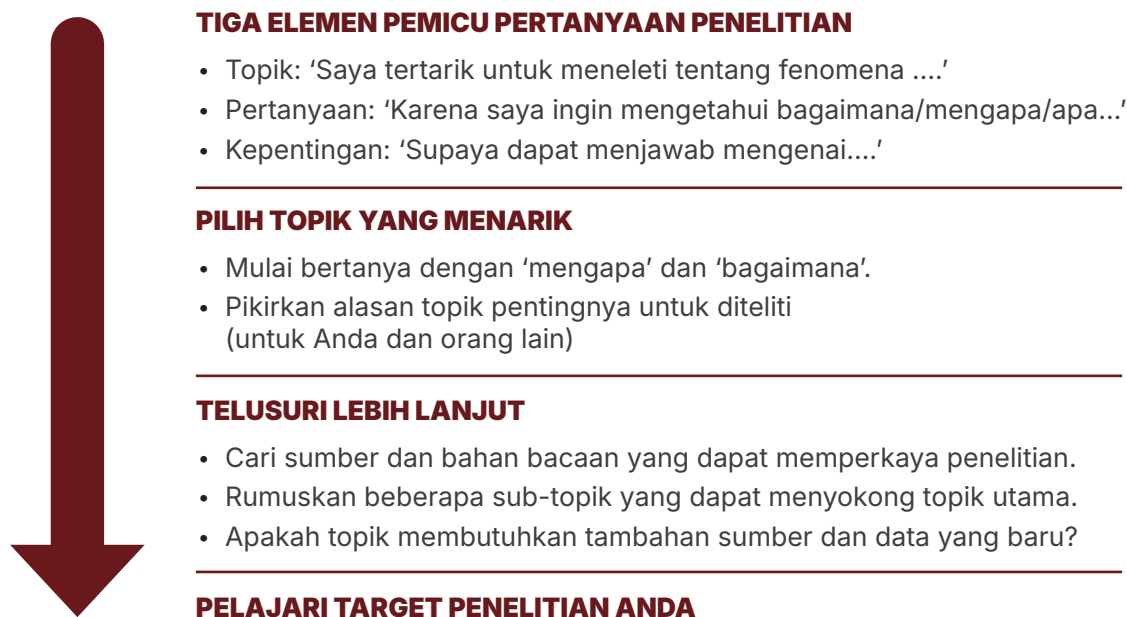 TIGA ELEMEN PEMICU PERTANYAAN PENELITIAN
• Topik: ‘Saya tertarik untuk meneleti tentang fenomena ....’
• Pertanyaan: ‘Karena saya ingin mengetahui bagaimana/mengapa/apa...’
• Kepentingan: ‘Supaya dapat menjawab mengenai....’
PILIH TOPIK YANG MENARIK
• Mulai bertanya dengan ‘mengapa’ dan ‘bagaimana’.
• Pikirkan alasan topik pentingnya untuk diteliti
(untuk Anda dan orang lain)
TELUSURI LEBIH LANJUT
• Cari sumber dan bahan bacaan yang dapat memperkaya penelitian.
• Rumuskan beberapa sub-topik yang dapat menyokong topik utama.
• Apakah topik membutuhkan tambahan sumber dan data yang baru?
PELAJARI TARGET PENELITIAN ANDA